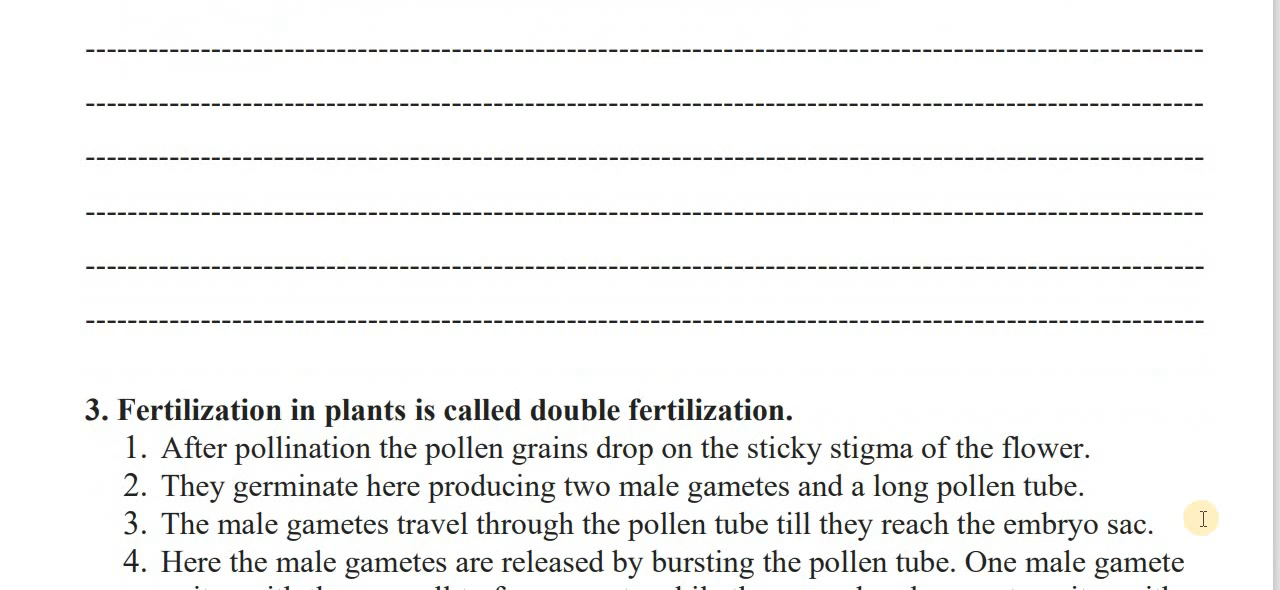 3. Fertilization in plants is called double fertilization.
1. After pollination the pollen grains drop on the sticky stigma of the flower.
2. They germinate here producing two male gametes and a long pollen tube.
3. The male gametes travel through the pollen tube till they reach the embryo sac.
4. Here the male gametes are released by bursting the pollen tube. One male gamete